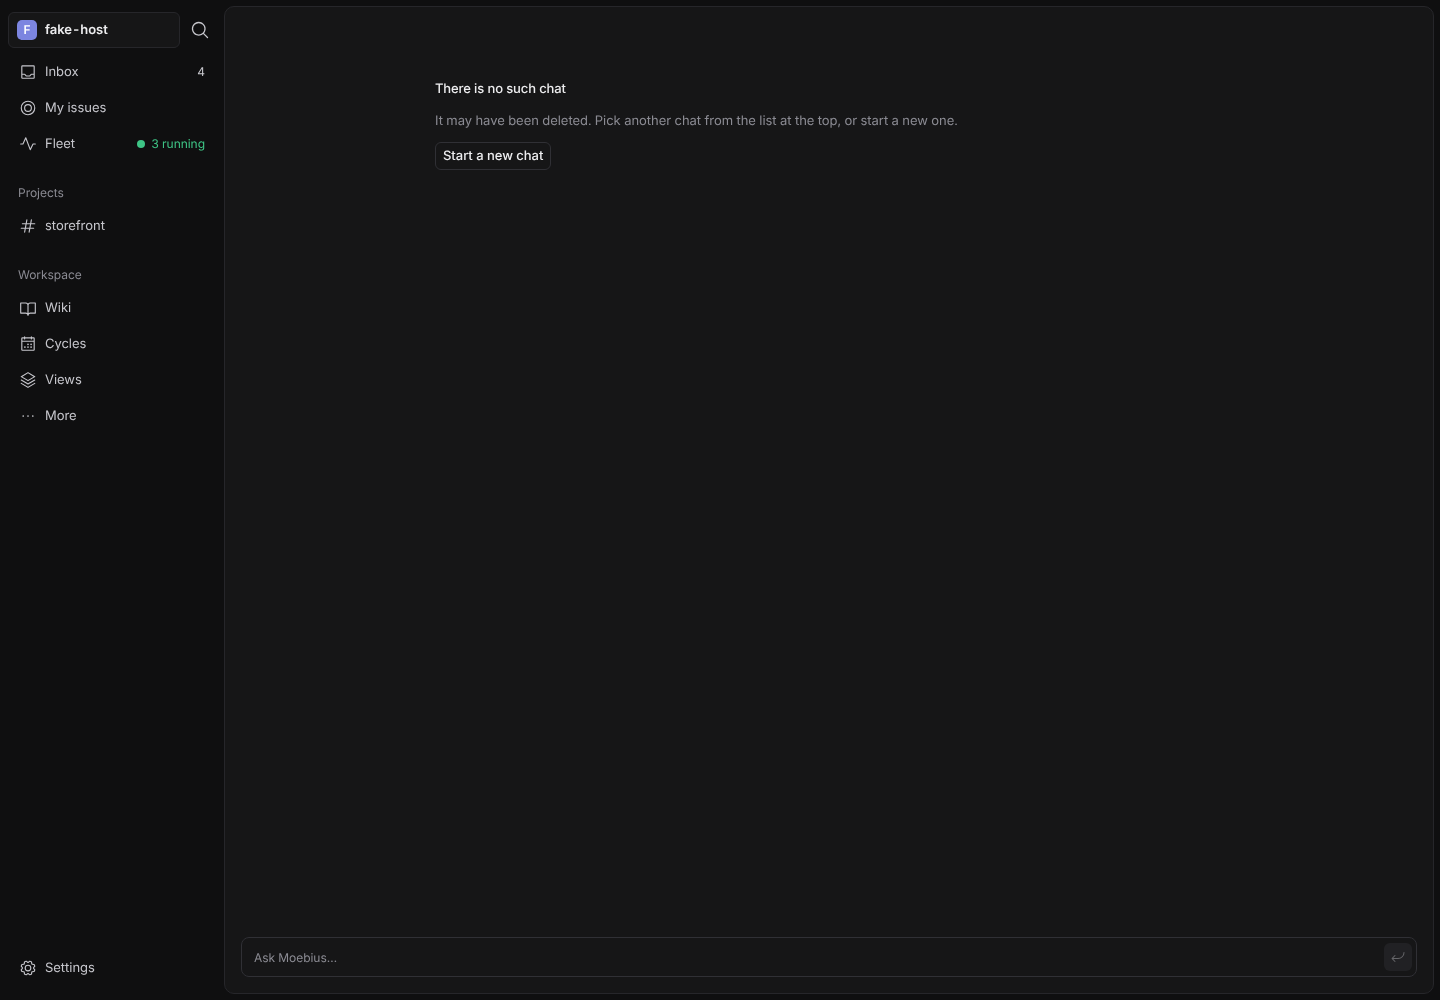 F fake-host
Inbox 4
My issues
Fleet 3 running
Projects
storefront
Workspace
Wiki
Cycles
Views
More
Settings
There is no such chat
It may have been deleted. Pick another chat from the list at the top, or start a new one.
Start a new chat
Ask Moebius...